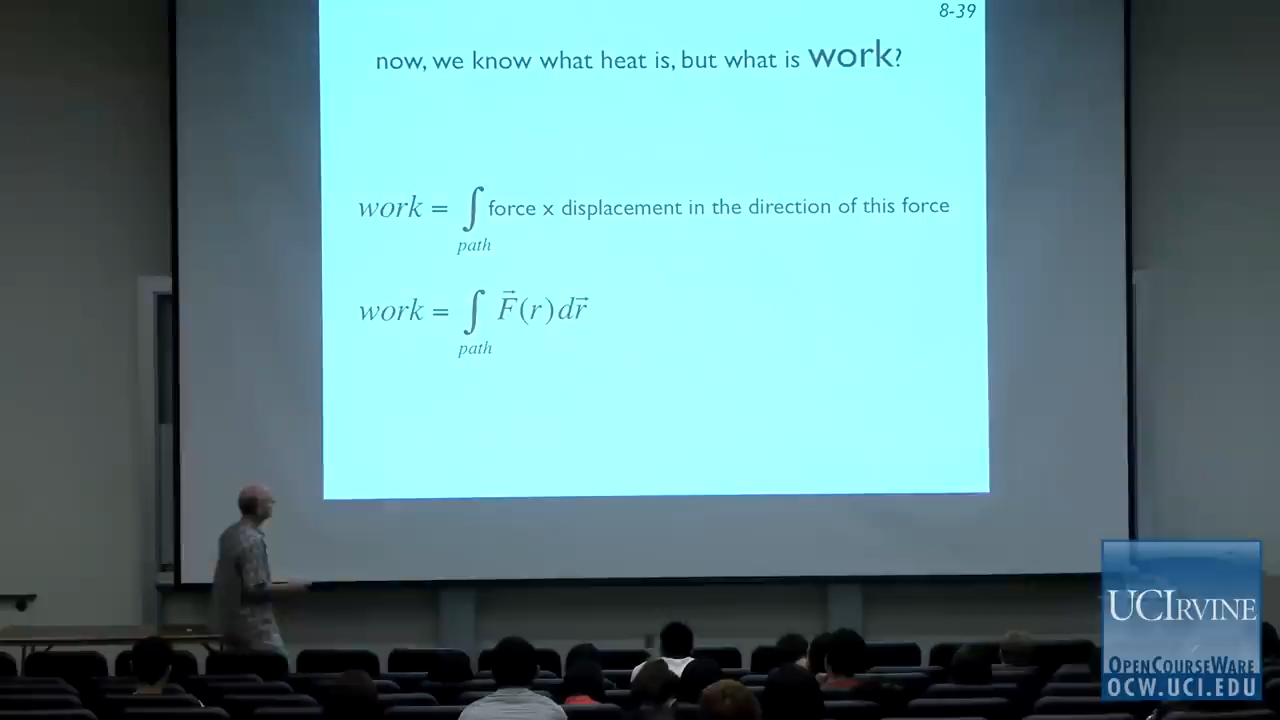 8-39
now, we know what heat is, but what is work?
work = ∫ force x displacement in the direction of this force
path
work = ∫ F⃗(r)dr⃗
path
UCIRVINE
OPENCOURSEWARE
OCW.UCI.EDU